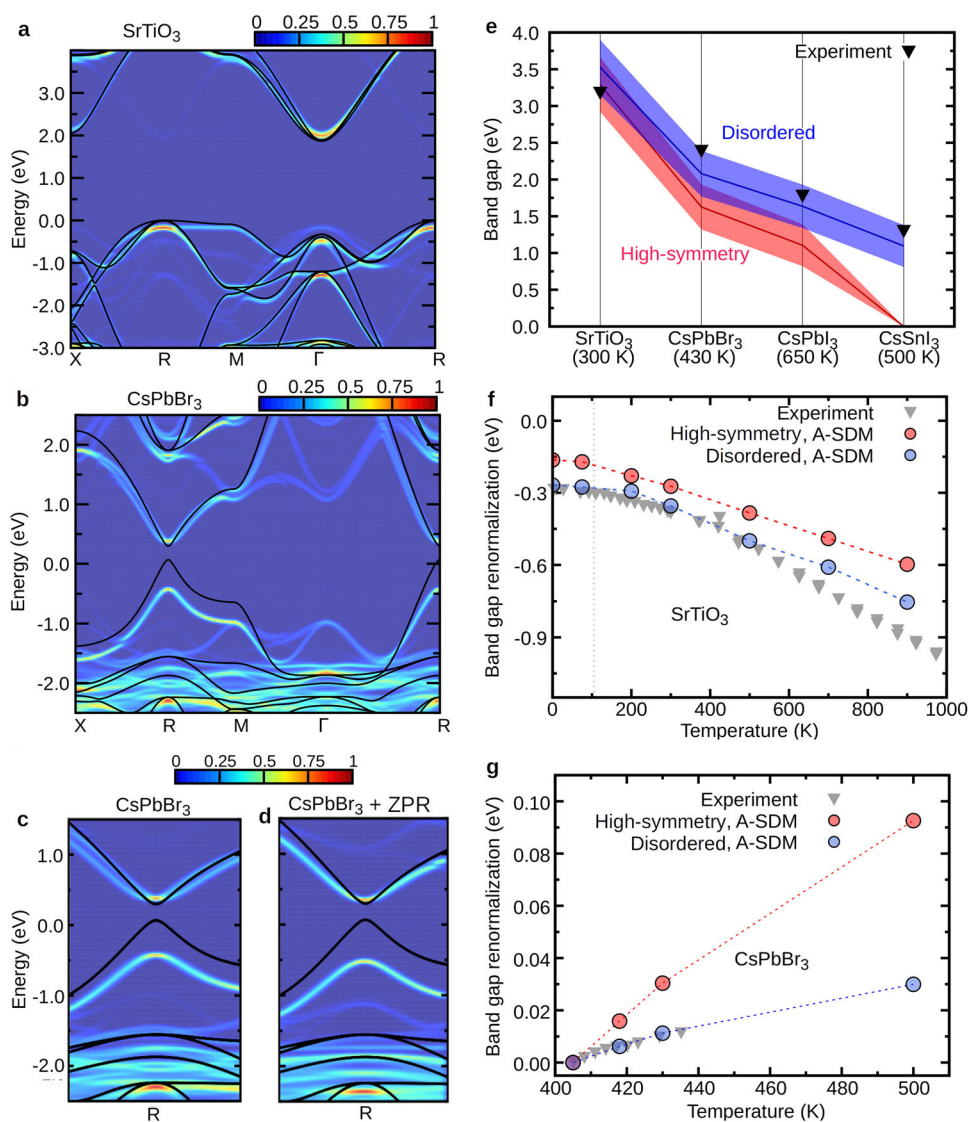 a
SrTiO3
0 0.25 0.5 0.75 1
Energy (eV)
3.0
2.0
1.0
0.0
-1.0
-2.0
-3.0
X R M Γ R
b
CsPbBr3
0 0.25 0.5 0.75 1
Energy (eV)
2.0
1.0
0.0
-1.0
-2.0
X R M Γ R
0 0.25 0.5 0.75 1
c
CsPbBr3
d
CsPbBr3 + ZPR
Energy (eV)
1.0
0.0
-1.0
-2.0
R
R
e
Band gap (eV)
4.0
3.5
3.0
2.5
2.0
1.5
1.0
0.5
0.0
Experiment
Disordered
High-symmetry
SrTiO3 CsPbBr3 CsPbI3 CsSnI3
(300 K) (430 K) (650 K) (500 K)
f
Band gap renormalization (eV)
0.0
-0.3
-0.6
-0.9
Experiment
High-symmetry, A-SDM
Disordered, A-SDM
SrTiO3
0 200 400 600 800 1000
Temperature (K)
g
Band gap renormalization (eV)
0.10
0.08
0.06
0.04
0.02
0.00
Experiment
High-symmetry, A-SDM
Disordered, A-SDM
CsPbBr3
400 420 440 460 480 500
Temperature (K)